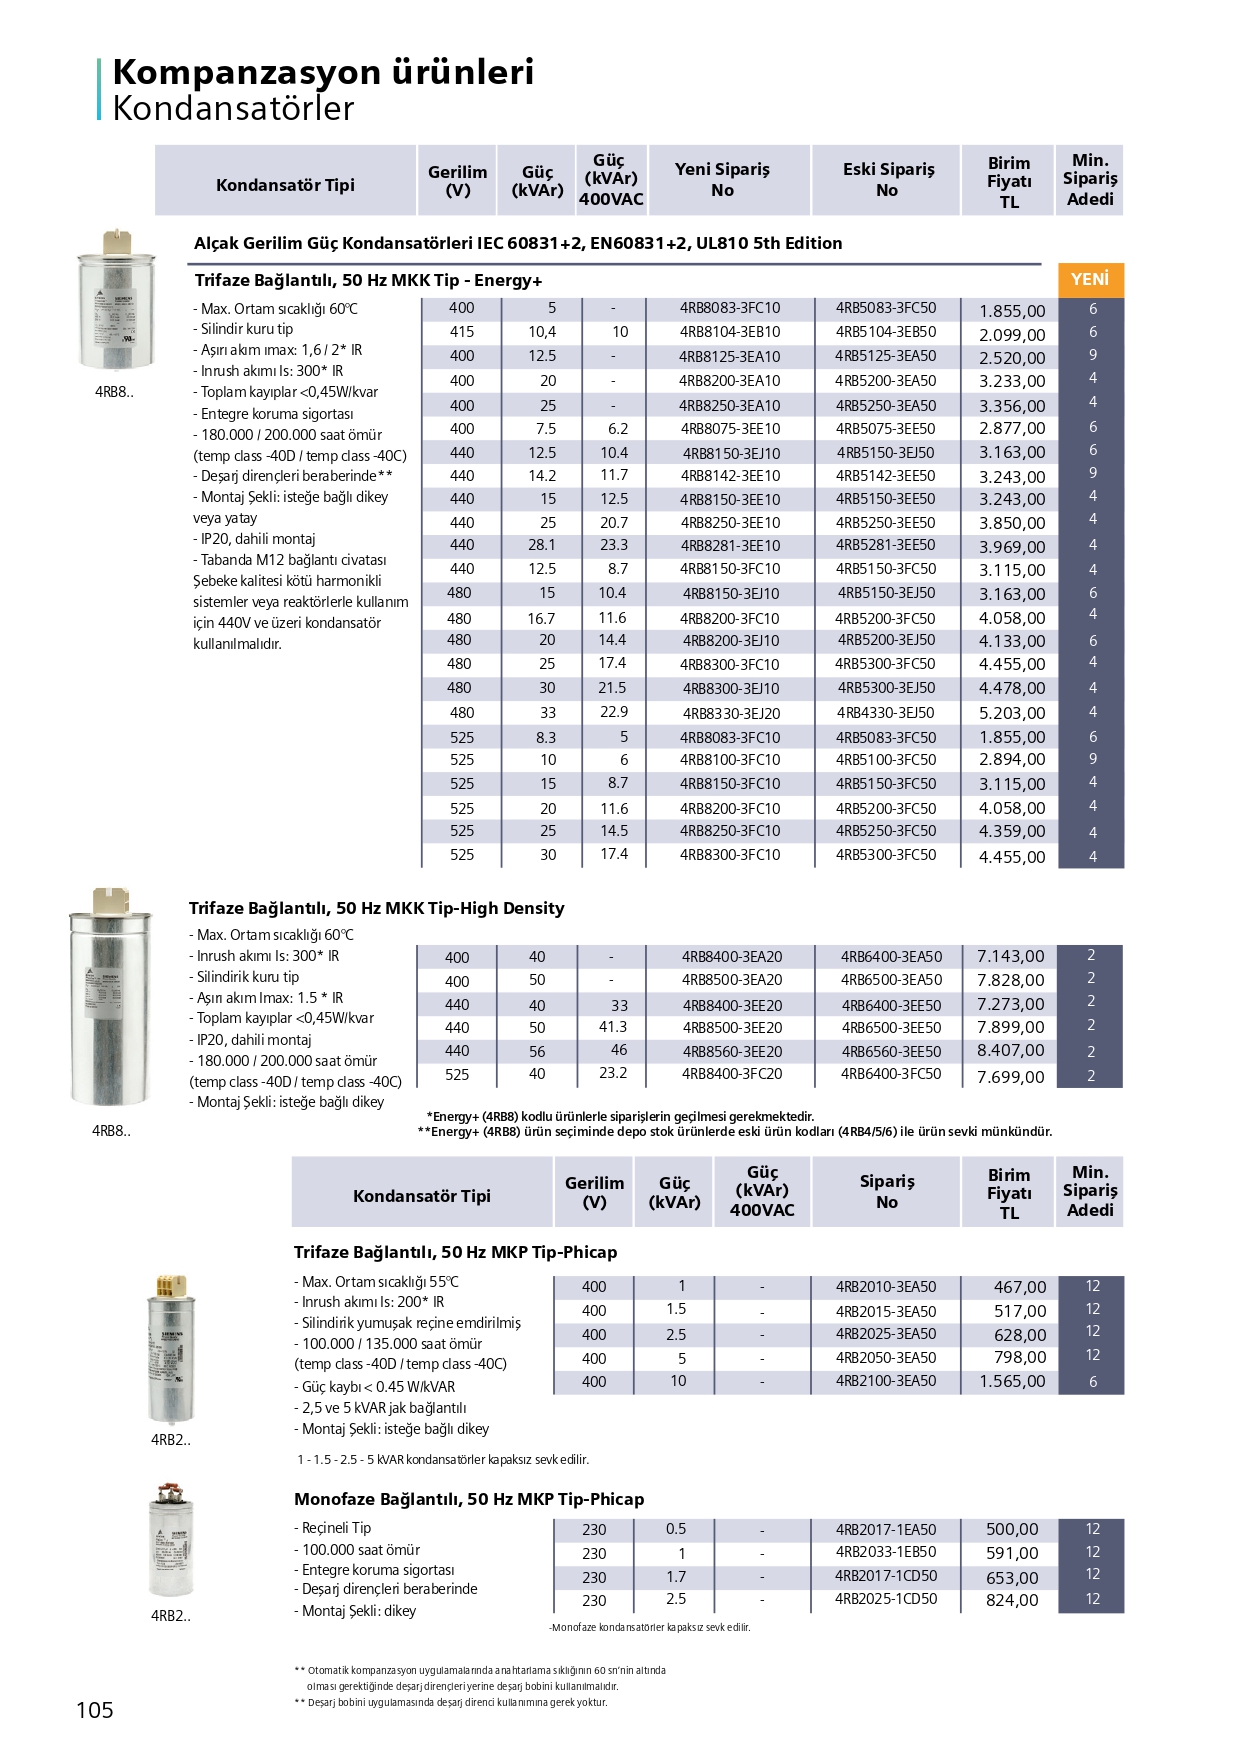 Kompanzasyon ürünleri
Kondansatörler
Kondansatör Tipi | Gerilim (V) | Güç (kVAr) | Güç (kVAr) 400VAC | Yeni Sipariş No | Eski Sipariş No | Birim Fiyatı TL | Min. Sipariş Adedi
Alçak Gerilim Güç Kondansatörleri IEC 60831+2, EN60831+2, UL810 5th Edition
Trifaze Bağlantılı, 50 Hz MKK Tip - Energy+
YENİ
- Max. Ortam sıcaklığı 60ºC
- Silindir kuru tip
- Aşırı akım ımax: 1,6 / 2* IR
- Inrush akımı Is: 300* IR
- Toplam kayıplar <0,45W/kvar
- Entegre koruma sigortası
- 180.000 / 200.000 saat ömür
(temp class -40D / temp class -40C)
- Deşarj dirençleri beraberinde**
- Montaj Şekli: isteğe bağlı dikey
veya yatay
- IP20, dahili montaj
- Tabanda M12 bağlantı civatası
Şebeke kalitesi kötü harmonikli
sistemler veya reaktörlerle kullanım
için 440V ve üzeri kondansatör
kullanılmalıdır.
4RB8..
400 5 - 4RB8083-3FC10 4RB5083-3FC50 1.855,00 6
415 10,4 10 4RB8104-3EB10 4RB5104-3EB50 2.099,00 6
400 12.5 - 4RB8125-3EA10 4RB5125-3EA50 2.520,00 9
400 20 - 4RB8200-3EA10 4RB5200-3EA50 3.233,00 4
400 25 - 4RB8250-3EA10 4RB5250-3EA50 3.356,00 4
400 7.5 6.2 4RB8075-3EE10 4RB5075-3EE50 2.877,00 6
440 12.5 10.4 4RB8150-3EJ10 4RB5150-3EJ50 3.163,00 6
440 14.2 11.7 4RB8142-3EE10 4RB5142-3EE50 3.243,00 9
440 15 12.5 4RB8150-3EE10 4RB5150-3EE50 3.243,00 4
440 25 20.7 4RB8250-3EE10 4RB5250-3EE50 3.850,00 4
440 28.1 23.3 4RB8281-3EE10 4RB5281-3EE50 3.969,00 4
440 12.5 8.7 4RB8150-3FC10 4RB5150-3FC50 3.115,00 4
480 15 10.4 4RB8150-3EJ10 4RB5150-3EJ50 3.163,00 6
480 16.7 11.6 4RB8200-3FC10 4RB5200-3FC50 4.058,00 4
480 20 14.4 4RB8200-3EJ10 4RB5200-3EJ50 4.133,00 6
480 25 17.4 4RB8300-3FC10 4RB5300-3FC50 4.455,00 4
480 30 21.5 4RB8300-3EJ10 4RB5300-3EJ50 4.478,00 4
480 33 22.9 4RB8330-3EJ20 4RB4330-3EJ50 5.203,00 4
525 8.3 5 4RB8083-3FC10 4RB5083-3FC50 1.855,00 6
525 10 6 4RB8100-3FC10 4RB5100-3FC50 2.894,00 9
525 15 8.7 4RB8150-3FC10 4RB5150-3FC50 3.115,00 4
525 20 11.6 4RB8200-3FC10 4RB5200-3FC50 4.058,00 4
525 25 14.5 4RB8250-3FC10 4RB5250-3FC50 4.359,00 4
525 30 17.4 4RB8300-3FC10 4RB5300-3FC50 4.455,00 4
Trifaze Bağlantılı, 50 Hz MKK Tip-High Density
- Max. Ortam sıcaklığı 60ºC
- Inrush akımı Is: 300* IR
- Silindirik kuru tip
- Aşırı akım Imax: 1.5 * IR
- Toplam kayıplar <0,45W/kvar
- IP20, dahili montaj
- 180.000 / 200.000 saat ömür
(temp class -40D / temp class -40C)
- Montaj Şekli: isteğe bağlı dikey
4RB8..
400 40 - 4RB8400-3EA20 4RB6400-3EA50 7.143,00 2
400 50 - 4RB8500-3EA20 4RB6500-3EA50 7.828,00 2
440 40 33 4RB8400-3EE20 4RB6400-3EE50 7.273,00 2
440 50 41.3 4RB8500-3EE20 4RB6500-3EE50 7.899,00 2
440 56 46 4RB8560-3EE20 4RB6560-3EE50 8.407,00 2
525 40 23.2 4RB8400-3FC20 4RB6400-3FC50 7.699,00 2
*Energy+ (4RB8) kodlu ürünlerle siparişlerin geçilmesi gerekmektedir.
**Energy+ (4RB8) ürün seçiminde depo stok ürünlerde eski ürün kodları (4RB4/5/6) ile ürün sevki münkündür.
Kondansatör Tipi | Gerilim (V) | Güç (kVAr) | Güç (kVAr) 400VAC | Sipariş No | Birim Fiyatı TL | Min. Sipariş Adedi
Trifaze Bağlantılı, 50 Hz MKP Tip-Phicap
- Max. Ortam sıcaklığı 55ºC
- Inrush akımı Is: 200* IR
- Silindirik yumuşak reçine emdirilmiş
- 100.000 / 135.000 saat ömür
(temp class -40D / temp class -40C)
- Güç kaybı < 0.45 W/kVAR
- 2,5 ve 5 kVAR jak bağlantılı
- Montaj Şekli: isteğe bağlı dikey
4RB2..
400 1 - 4RB2010-3EA50 467,00 12
400 1.5 - 4RB2015-3EA50 517,00 12
400 2.5 - 4RB2025-3EA50 628,00 12
400 5 - 4RB2050-3EA50 798,00 12
400 10 - 4RB2100-3EA50 1.565,00 6
1 - 1.5 - 2.5 - 5 kVAR kondansatörler kapaksız sevk edilir.
Monofaze Bağlantılı, 50 Hz MKP Tip-Phicap
- Reçineli Tip
- 100.000 saat ömür
- Entegre koruma sigortası
- Deşarj dirençleri beraberinde
- Montaj Şekli: dikey
4RB2..
230 0.5 - 4RB2017-1EA50 500,00 12
230 1 - 4RB2033-1EB50 591,00 12
230 1.7 - 4RB2017-1CD50 653,00 12
230 2.5 - 4RB2025-1CD50 824,00 12
-Monofaze kondansatörler kapaksız sevk edilir.
** Otomatik kompanzasyon uygulamalarında anahtarlama sıklığının 60 sn'nin altında
olması gerektiğinde deşarj dirençleri yerine deşarj bobini kullanılmalıdır.
** Deşarj bobini uygulamasında deşarj direnci kullanımına gerek yoktur.
105